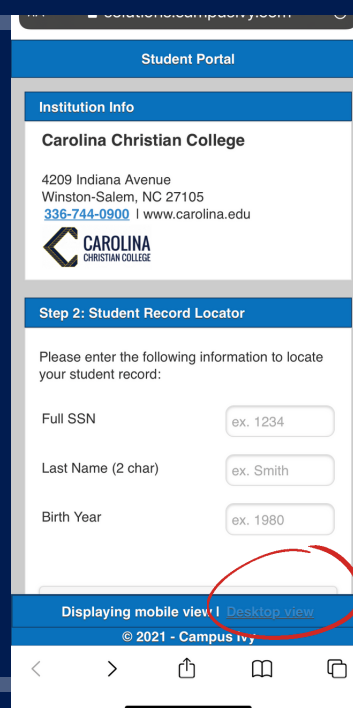 Student Portal
Institution Info
Carolina Christian College
4209 Indiana Avenue
Winston-Salem, NC 27105
336-744-0900 | www.carolina.edu
CAROLINA
CHRISTIAN COLLEGE
Step 2: Student Record Locator
Please enter the following information to locate
your student record:
Full SSN ex. 1234
Last Name (2 char) ex. Smith
Birth Year ex. 1980
Displaying mobile view | Desktop view
© 2021 - Campus Ivy